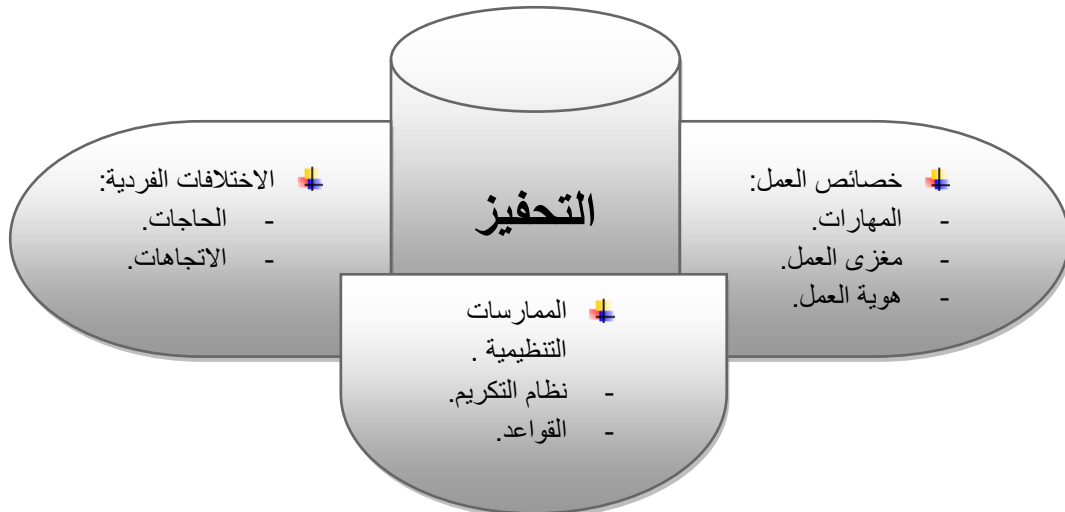 التحفيز
خصائص العمل:
- المهارات.
- مغزى العمل.
- هوية العمل.
الاختلافات الفردية:
- الحاجات.
- الاتجاهات.
الممارسات
التنظيمية .
- نظام التكريم.
- القواعد.